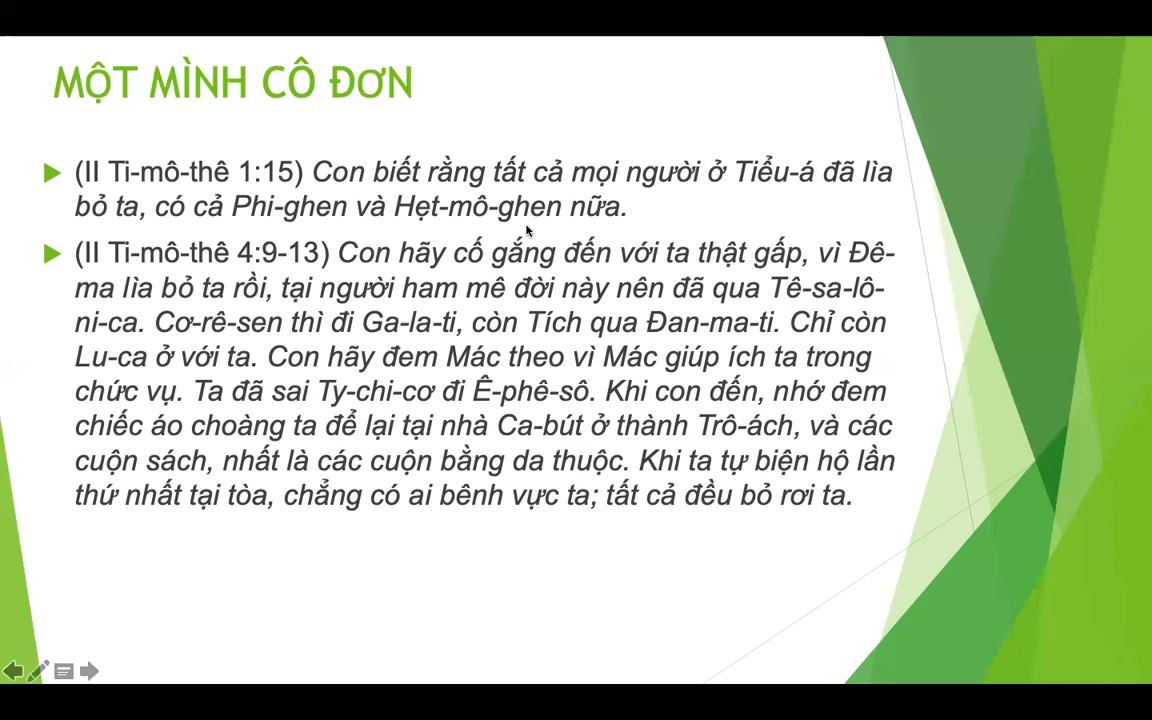 MỘT MÌNH CÔ ĐƠN
(II Ti-mô-thê 1:15) Con biết rằng tất cả mọi người ở Tiểu-á đã lìa
bỏ ta, có cả Phi-ghen và Hẹt-mô-ghen nữa.
(II Ti-mô-thê 4:9-13) Con hãy cố gắng đến với ta thật gấp, vì Đê-
ma lìa bỏ ta rồi, tại người ham mê đời này nên đã qua Tê-sa-lô-
ni-ca. Cơ-rê-sen thì đi Ga-la-ti, còn Tích qua Đan-ma-ti. Chỉ còn
Lu-ca ở với ta. Con hãy đem Mác theo vì Mác giúp ích ta trong
chức vụ. Ta đã sai Ty-chi-cơ đi Ê-phê-sô. Khi con đến, nhớ đem
chiếc áo choàng ta để lại tại nhà Ca-bút ở thành Trô-ách, và các
cuộn sách, nhất là các cuộn bằng da thuộc. Khi ta tự biện hộ lần
thứ nhất tại tòa, chẳng có ai bênh vực ta; tất cả đều bỏ rơi ta.